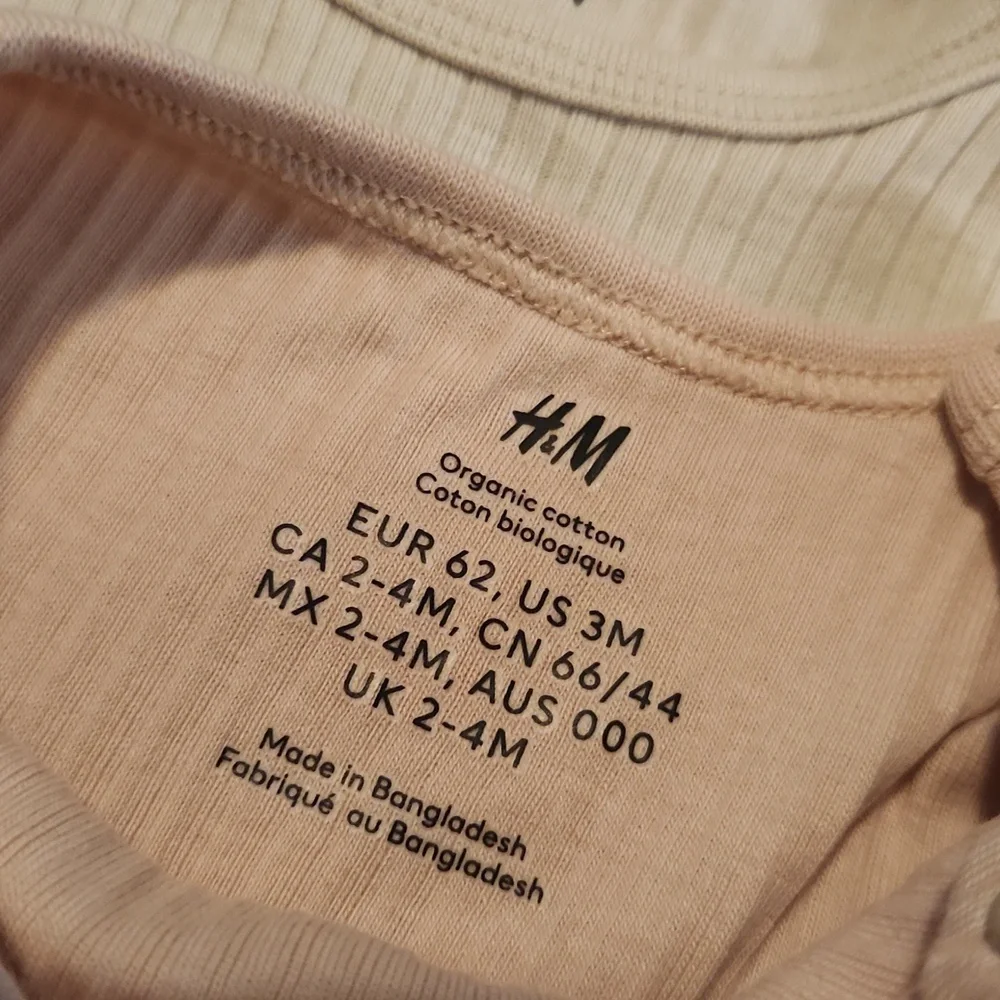 H&M
Organic cotton
Coton biologique
EUR 62, US 3M
CA 2-4M, CN 66/44
MX 2-4M, AUS 000
UK 2-4M
Made in Bangladesh
Fabriqué au Bangladesh